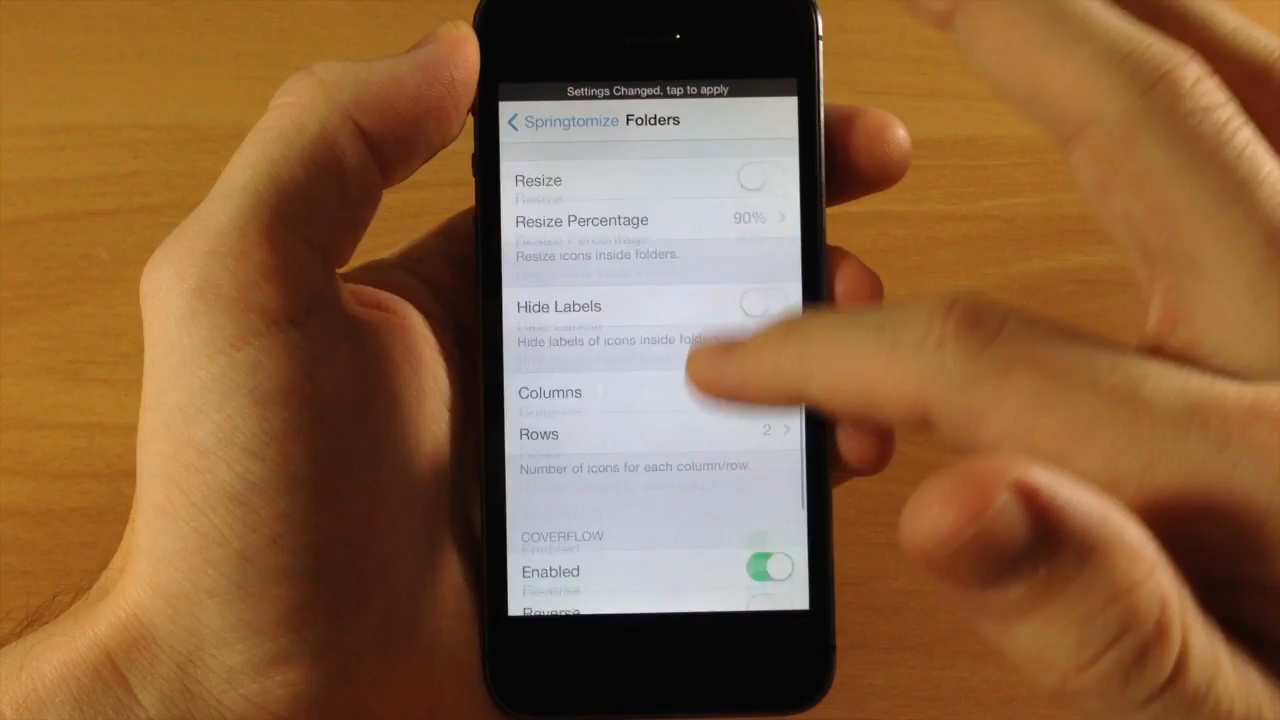 Settings Changed, tap to apply
Springtomize Folders
Resize
Resize Percentage 90%
Resize icons inside folders.
Hide Labels
Hide labels of icons inside
Columns
Rows 2
Number of icons for each column/row.
COVERFLOW
Enabled
Reverse